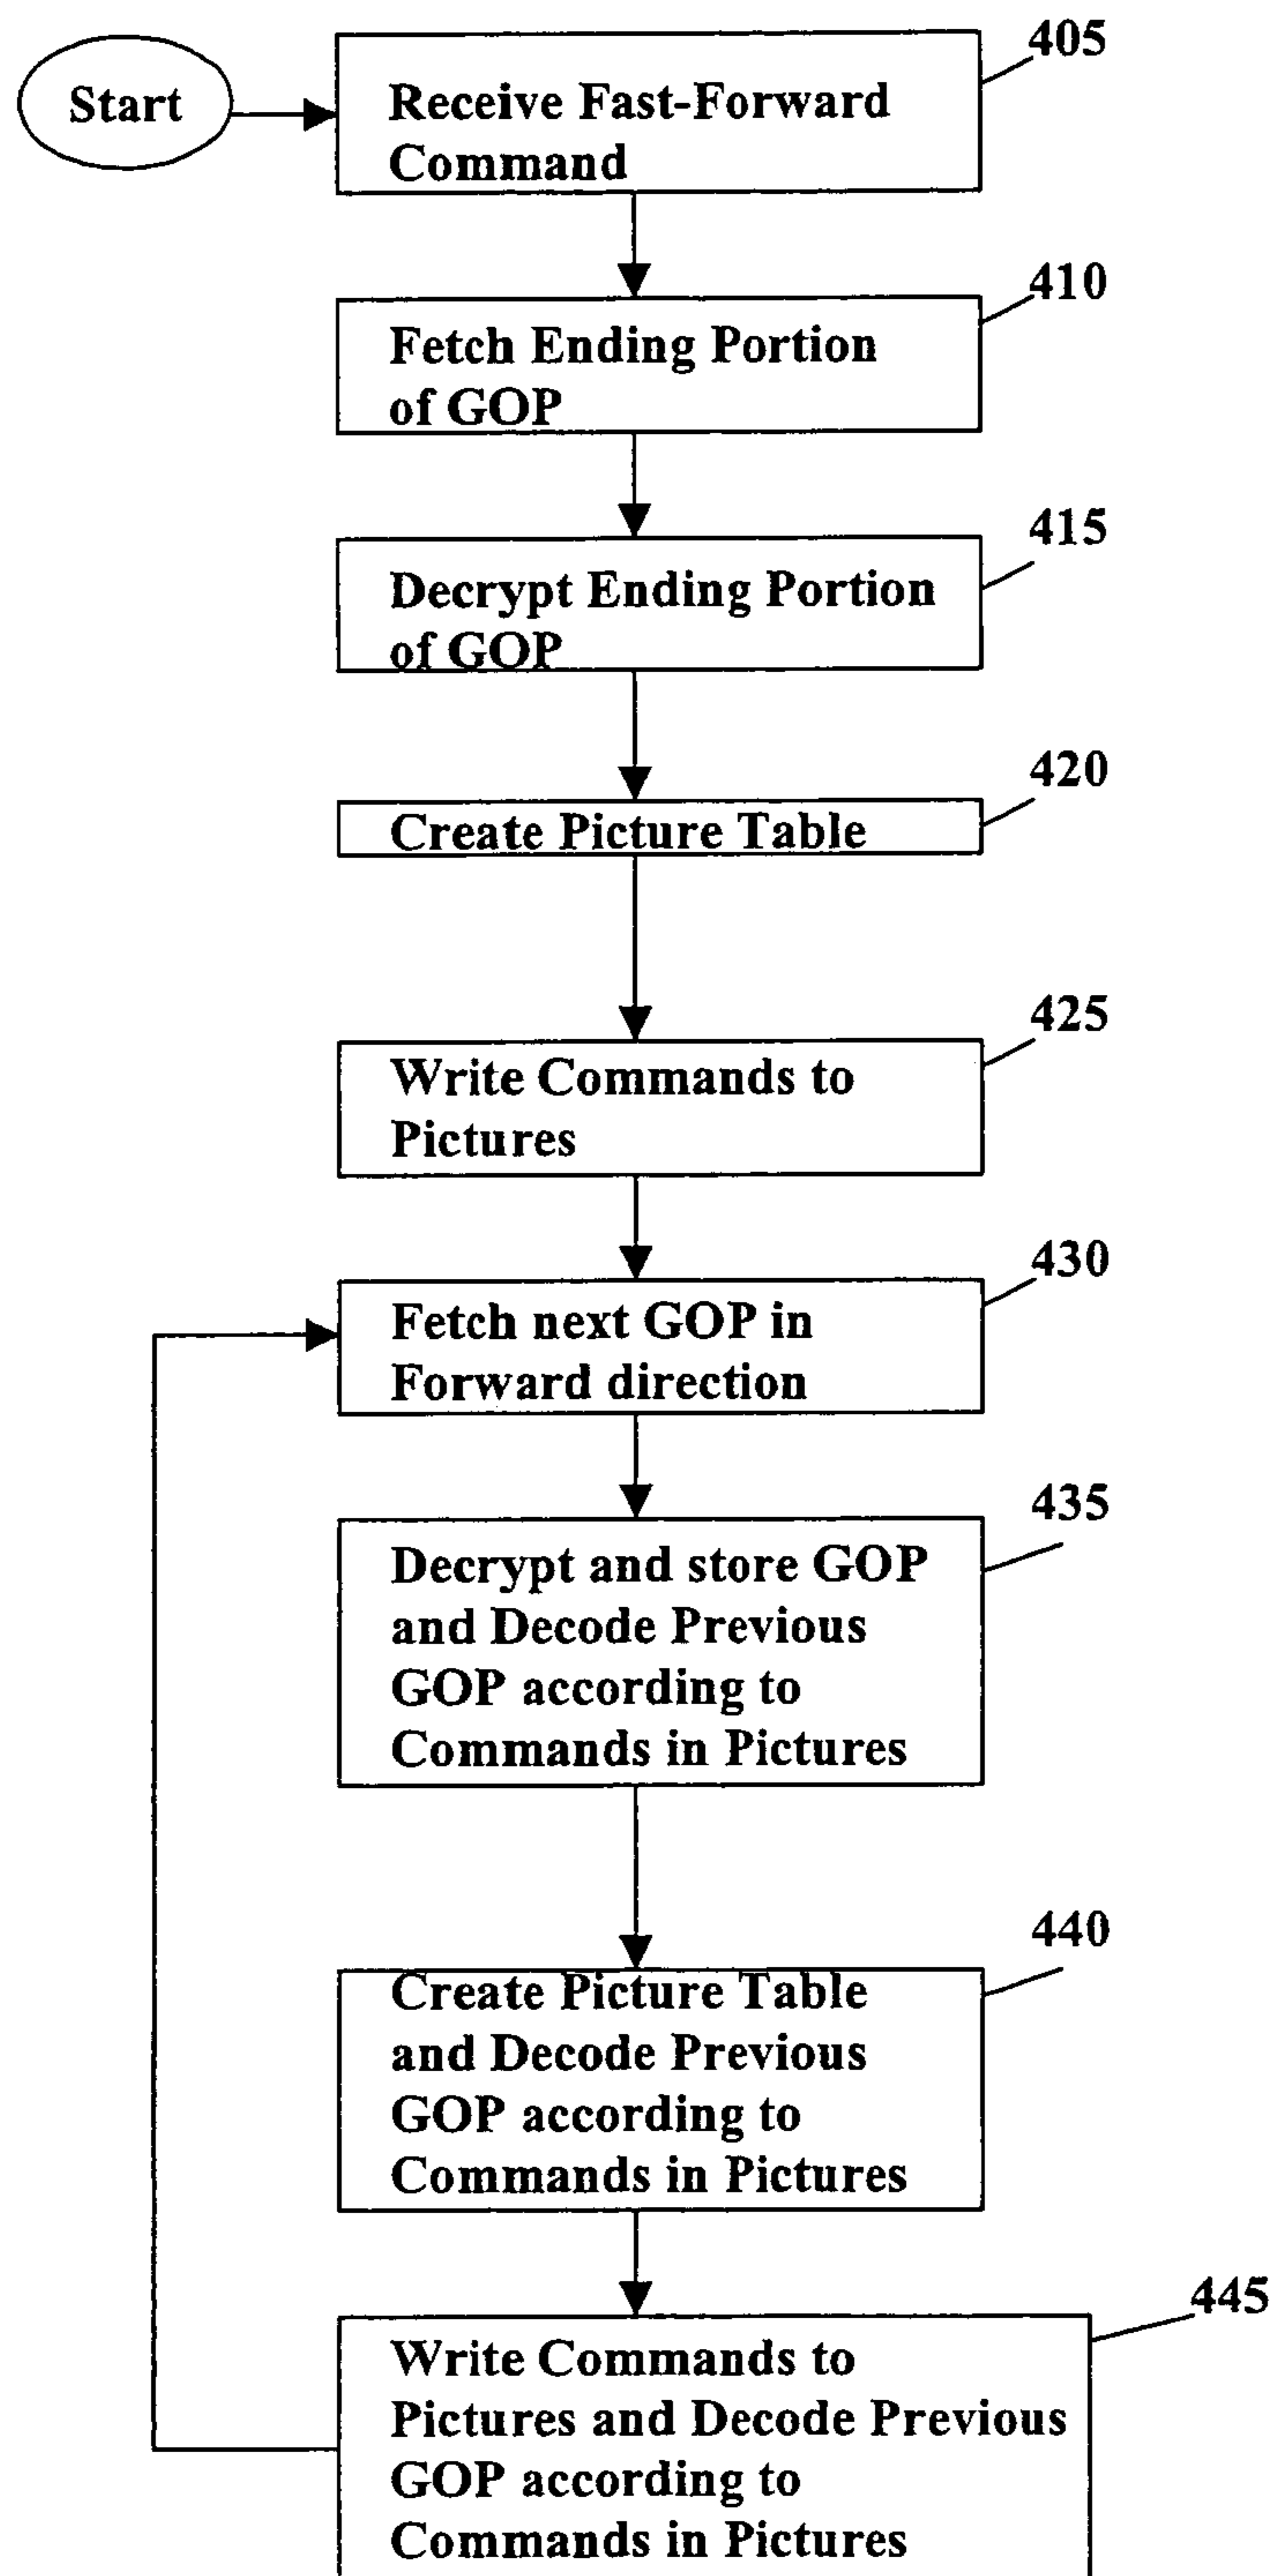 Start
405
Receive Fast-Forward
Command
410
Fetch Ending Portion
of GOP
415
Decrypt Ending Portion
of GOP
420
Create Picture Table
425
Write Commands to
Pictures
430
Fetch next GOP in
Forward direction
435
Decrypt and store GOP
and Decode Previous
GOP according to
Commands in Pictures
440
Create Picture Table
and Decode Previous
GOP according to
Commands in Pictures
445
Write Commands to
Pictures and Decode Previous
GOP according to
Commands in Pictures